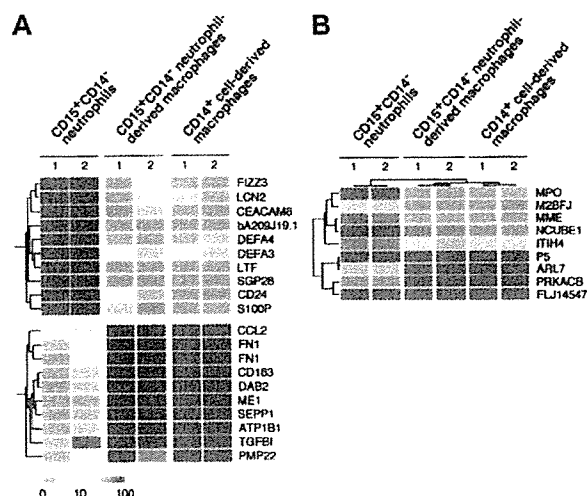 A
CD15+CD14-
neutrophils
CD15+CD14- neutrophil-
derived macrophages
CD14+ cell-derived
macrophages
1 2 1 2 1 2
FIZZ3
LCN2
CEACAM8
bA209J19.1
DEFA4
DEFA3
LTF
SGP28
CD24
S100P
CCL2
FN1
FN1
CD163
DAB2
ME1
SEPP1
ATP1B1
TGFBI
PMP22
0 10 100
B
CD15+CD14-
neutrophils
CD15+CD14- neutrophil-
derived macrophages
CD14+ cell-derived
macrophages
1 2 1 2 1 2
MPO
M2BFJ
MME
NCUBE1
ITIH4
P5
ARL7
PRKACB
FLJ14547